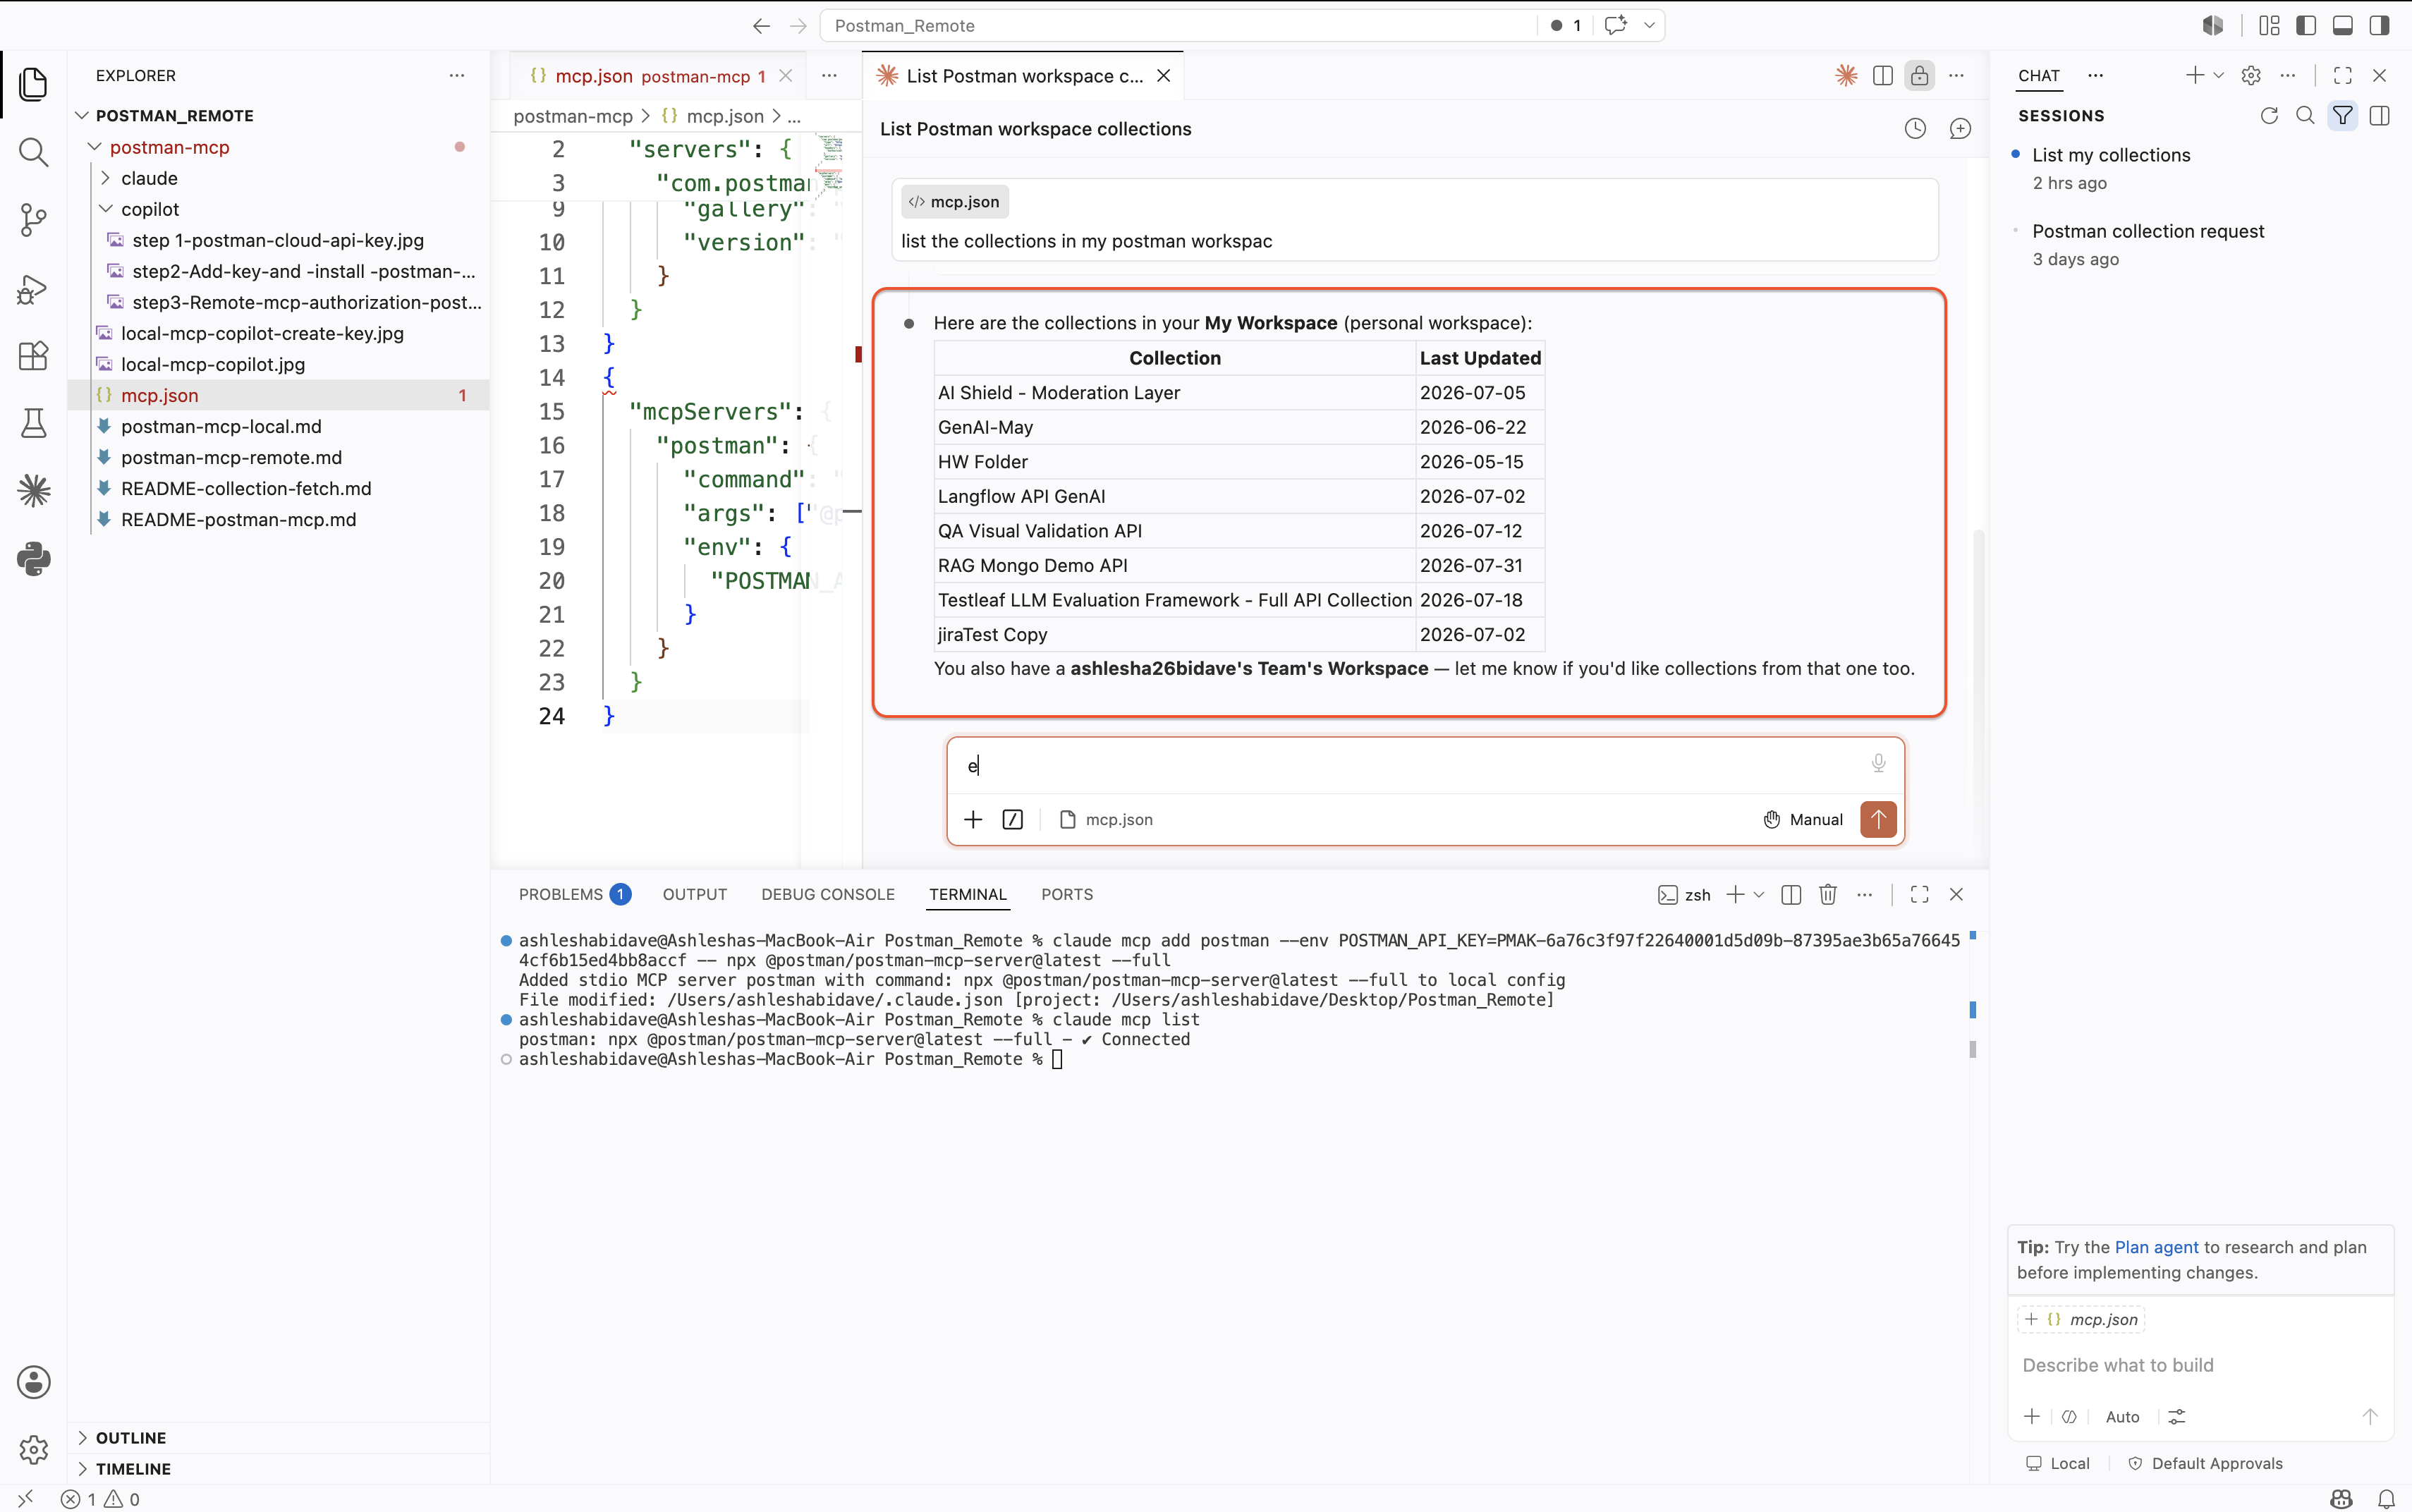 Postman_Remote
1
EXPLORER
POSTMAN_REMOTE
postman-mcp
claude
copilot
step 1-postman-cloud-api-key.jpg
step2-Add-key-and -install -postman-...
step3-Remote-mcp-authorization-post...
local-mcp-copilot-create-key.jpg
local-mcp-copilot.jpg
{} mcp.json 1
postman-mcp-local.md
postman-mcp-remote.md
README-collection-fetch.md
README-postman-mcp.md
OUTLINE
TIMELINE
1 0
{} mcp.json postman-mcp 1
postman-mcp > {} mcp.json > ...
2 "servers": {
3 "com.postman
9 "gallery":
10 "version": "
11 }
12 }
13 }
14 {
15 "mcpServers": {
16 "postman": {
17 "command": "
18 "args": ["@p
19 "env": {
20 "POSTMAN_A
21 }
22 }
23 }
24 }
List Postman workspace c...
List Postman workspace collections
</> mcp.json
list the collections in my postman workspac
Here are the collections in your My Workspace (personal workspace):
Collection Last Updated
AI Shield - Moderation Layer 2026-07-05
GenAI-May 2026-06-22
HW Folder 2026-05-15
Langflow API GenAI 2026-07-02
QA Visual Validation API 2026-07-12
RAG Mongo Demo API 2026-07-31
Testleaf LLM Evaluation Framework - Full API Collection 2026-07-18
jiraTest Copy 2026-07-02
You also have a ashlesha26bidave's Team's Workspace — let me know if you'd like collections from that one too.
e
mcp.json
Manual
PROBLEMS 1 OUTPUT DEBUG CONSOLE TERMINAL PORTS
zsh
ashleshabidave@Ashleshas-MacBook-Air Postman_Remote % claude mcp add postman --env POSTMAN_API_KEY=PMAK-6a76c3f97f22640001d5d09b-87395ae3b65a76645
4cf6b15ed4bb8accf -- npx @postman/postman-mcp-server@latest --full
Added stdio MCP server postman with command: npx @postman/postman-mcp-server@latest --full to local config
File modified: /Users/ashleshabidave/.claude.json [project: /Users/ashleshabidave/Desktop/Postman_Remote]
ashleshabidave@Ashleshas-MacBook-Air Postman_Remote % claude mcp list
postman: npx @postman/postman-mcp-server@latest --full - ✔ Connected
ashleshabidave@Ashleshas-MacBook-Air Postman_Remote %
CHAT
SESSIONS
List my collections
2 hrs ago
Postman collection request
3 days ago
Tip: Try the Plan agent to research and plan
before implementing changes.
{} mcp.json
Describe what to build
Auto
Local
Default Approvals